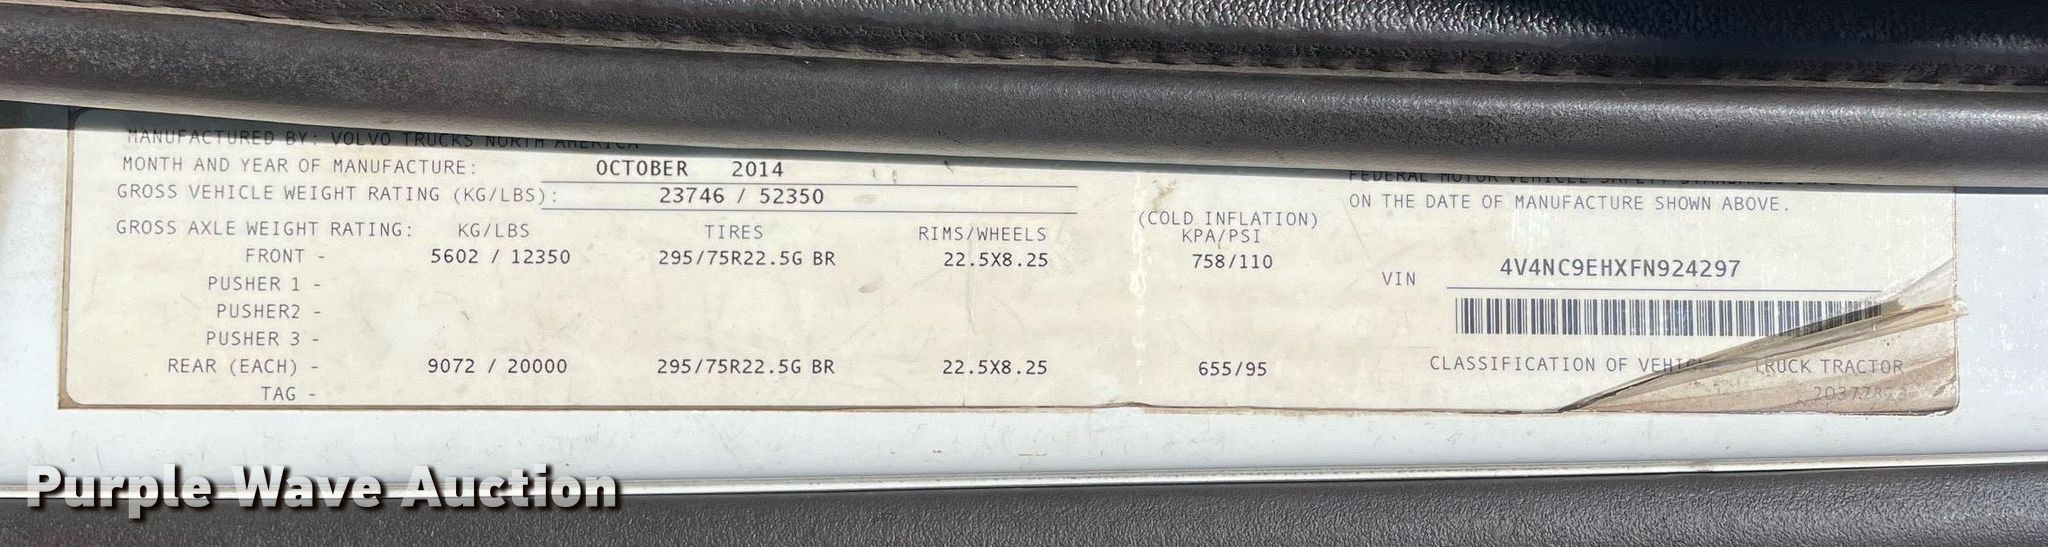 MANUFACTURED BY: VOLVO TRUCKS NORTH AMERICA
MONTH AND YEAR OF MANUFACTURE: OCTOBER 2014
GROSS VEHICLE WEIGHT RATING (KG/LBS): 23746 / 52350
GROSS AXLE WEIGHT RATING: KG/LBS TIRES RIMS/WHEELS (COLD INFLATION) KPA/PSI
FRONT - 5602 / 12350 295/75R22.5G BR 22.5X8.25 758/110
PUSHER 1 -
PUSHER2 -
PUSHER 3 -
REAR (EACH) - 9072 / 20000 295/75R22.5G BR 22.5X8.25 655/95
TAG -
FEDERAL MOTOR VEHICLE SAFETY STANDARDS IN
ON THE DATE OF MANUFACTURE SHOWN ABOVE.
VIN 4V4NC9EHXFN924297
CLASSIFICATION OF VEHICLE TRUCK TRACTOR
Purple Wave Auction